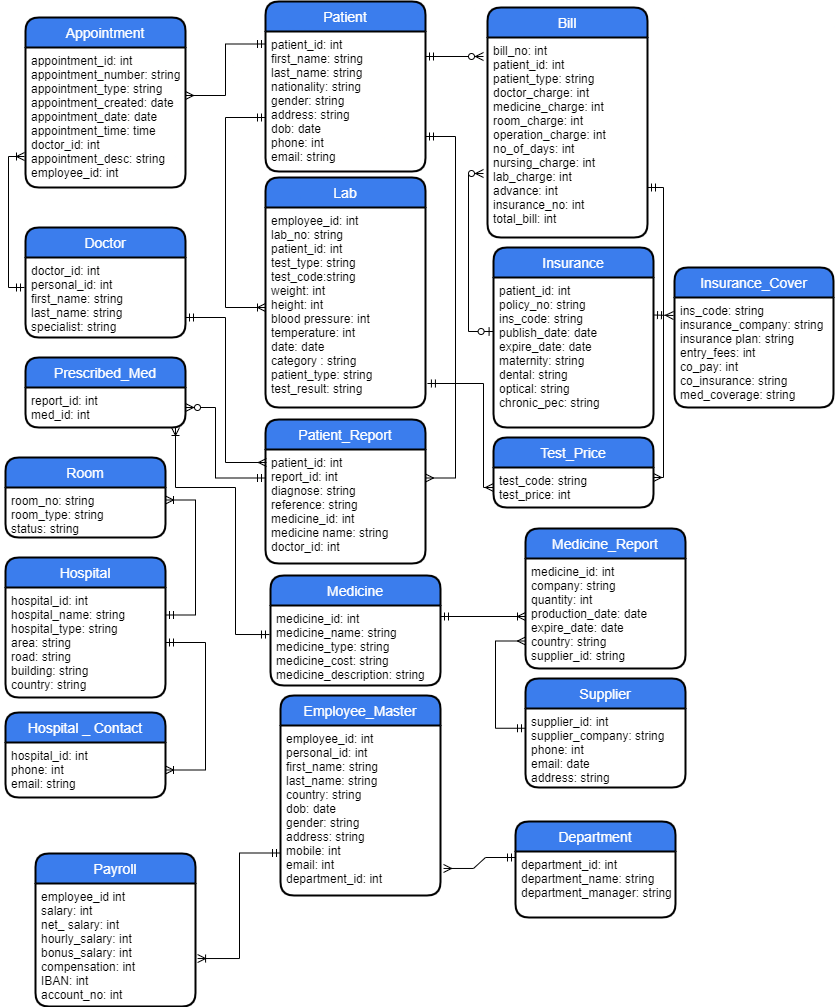 Appointment
appointment_id: int
appointment_number: string
appointment_type: string
appointment_created: date
appointment_date: date
appointment_time: time
doctor_id: int
appointment_desc: string
employee_id: int
Patient
patient_id: int
first_name: string
last_name: string
nationality: string
gender: string
address: string
dob: date
phone: int
email: string
Bill
bill_no: int
patient_id: int
patient_type: string
doctor_charge: int
medicine_charge: int
room_charge: int
operation_charge: int
no_of_days: int
nursing_charge: int
lab_charge: int
advance: int
insurance_no: int
total_bill: int
Doctor
doctor_id: int
personal_id: int
first_name: string
last_name: string
specialist: string
Lab
employee_id: int
lab_no: string
patient_id: int
test_type: string
test_code:string
weight: int
height: int
blood pressure: int
temperature: int
date: date
category : string
patient_type: string
test_result: string
Insurance
patient_id: int
policy_no: string
ins_code: string
publish_date: date
expire_date: date
maternity: string
dental: string
optical: string
chronic_pec: string
Insurance_Cover
ins_code: string
insurance_company: string
insurance plan: string
entry_fees: int
co_pay: int
co_insurance: string
med_coverage: string
Prescribed_Med
report_id: int
med_id: int
Patient_Report
patient_id: int
report_id: int
diagnose: string
reference: string
medicine_id: int
medicine name: string
doctor_id: int
Test_Price
test_code: string
test_price: int
Room
room_no: string
room_type: string
status: string
Hospital
hospital_id: int
hospital_name: string
hospital_type: string
area: string
road: string
building: string
country: string
Medicine
medicine_id: int
medicine_name: string
medicine_type: string
medicine_cost: string
medicine_description: string
Medicine_Report
medicine_id: int
company: string
quantity: int
production_date: date
expire_date: date
country: string
supplier_id: string
Hospital _ Contact
hospital_id: int
phone: int
email: string
Employee_Master
employee_id: int
personal_id: int
first_name: string
last_name: string
country: string
dob: date
gender: string
address: string
mobile: int
email: int
department_id: int
Supplier
supplier_id: int
supplier_company: string
phone: int
email: date
address: string
Payroll
employee_id int
salary: int
net_ salary: int
hourly_salary: int
bonus_salary: int
compensation: int
IBAN: int
account_no: int
Department
department_id: int
department_name: string
department_manager: string